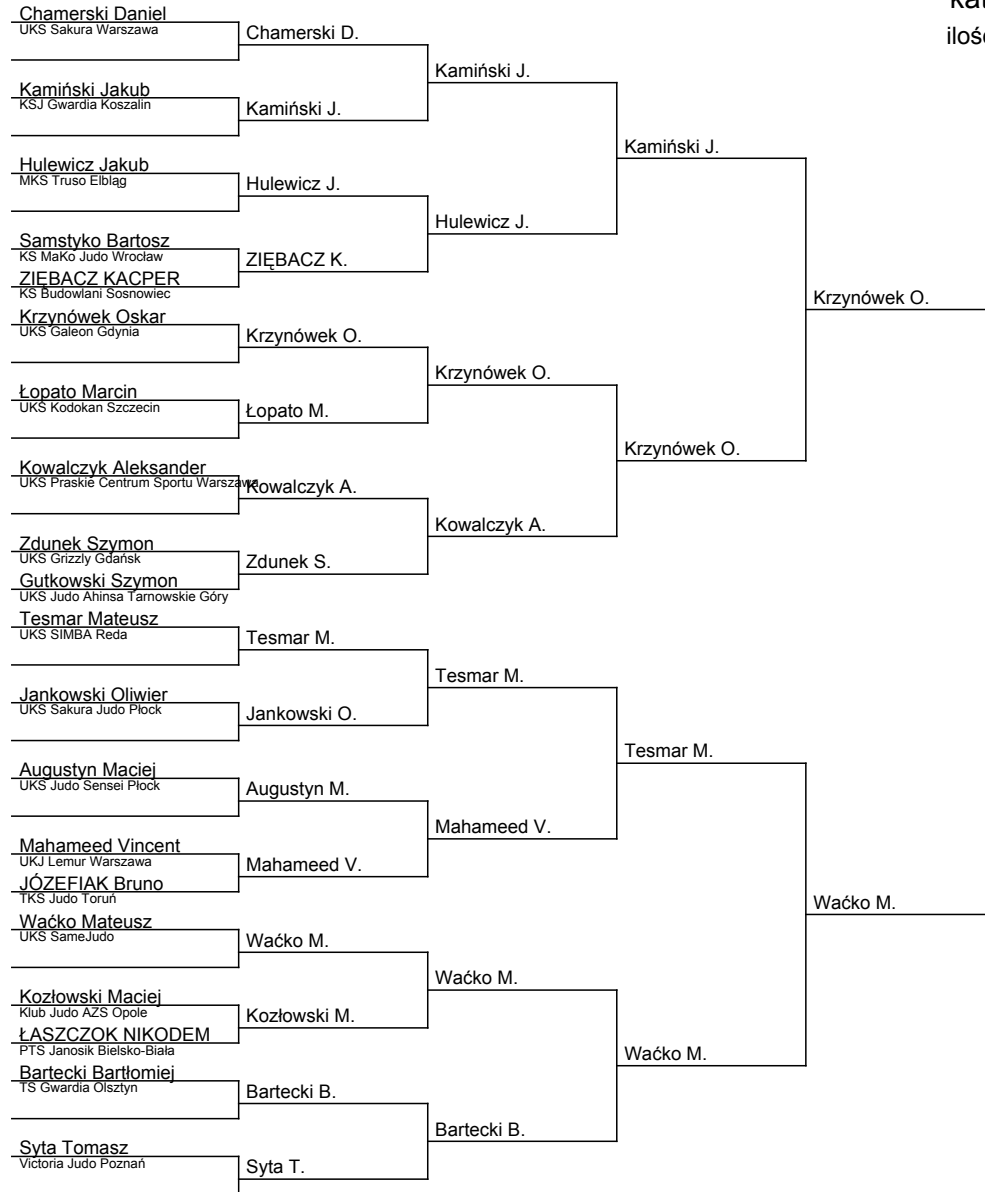 Chamerski Daniel
UKS Sakura Warszawa
Kamiński Jakub
KSJ Gwardia Koszalin
Hulewicz Jakub
MKS Truso Elbląg
Samstyko Bartosz
KS MaKo Judo Wrocław
ZIĘBACZ KACPER
KS Budowlani Sosnowiec
Krzynówek Oskar
UKS Galeon Gdynia
Łopato Marcin
UKS Kodokan Szczecin
Kowalczyk Aleksander
UKS Praskie Centrum Sportu Warszawa
Zdunek Szymon
UKS Grizzly Gdańsk
Gutkowski Szymon
UKS Judo Ahinsa Tarnowskie Góry
Tesmar Mateusz
UKS SIMBA Reda
Jankowski Oliwier
UKS Sakura Judo Płock
Augustyn Maciej
UKS Judo Sensei Płock
Mahameed Vincent
UKJ Lemur Warszawa
JÓZEFIAK Bruno
TKS Judo Toruń
Waćko Mateusz
UKS SameJudo
Kozłowski Maciej
Klub Judo AZS Opole
ŁASZCZOK NIKODEM
PTS Janosik Bielsko-Biała
Bartecki Bartłomiej
TS Gwardia Olsztyn
Syta Tomasz
Victoria Judo Poznań
Chamerski D.
Kamiński J.
Hulewicz J.
ZIĘBACZ K.
Krzynówek O.
Łopato M.
Kowalczyk A.
Zdunek S.
Tesmar M.
Jankowski O.
Augustyn M.
Mahameed V.
Waćko M.
Kozłowski M.
Bartecki B.
Syta T.
Kamiński J.
Hulewicz J.
Krzynówek O.
Kowalczyk A.
Tesmar M.
Mahameed V.
Waćko M.
Bartecki B.
Kamiński J.
Krzynówek O.
Tesmar M.
Waćko M.
Krzynówek O.
Waćko M.